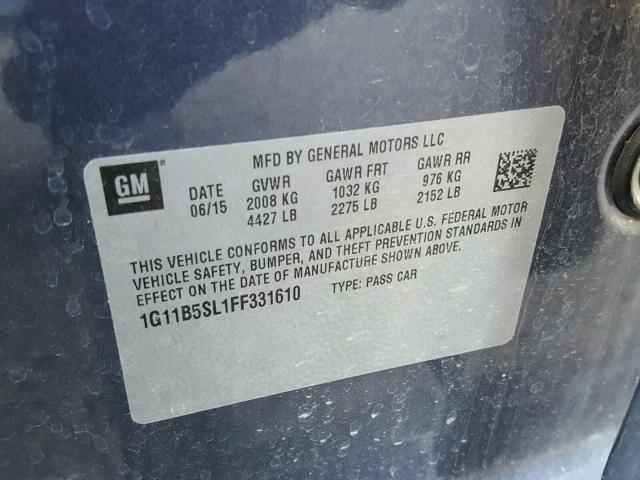 MFD BY GENERAL MOTORS LLC
GM®
DATE GVWR GAWR FRT GAWR RR
06/15 2008 KG 1032 KG 976 KG
4427 LB 2275 LB 2152 LB
THIS VEHICLE CONFORMS TO ALL APPLICABLE U.S. FEDERAL MOTOR
VEHICLE SAFETY, BUMPER, AND THEFT PREVENTION STANDARDS IN
EFFECT ON THE DATE OF MANUFACTURE SHOWN ABOVE.
1G11B5SL1FF331610 TYPE: PASS CAR